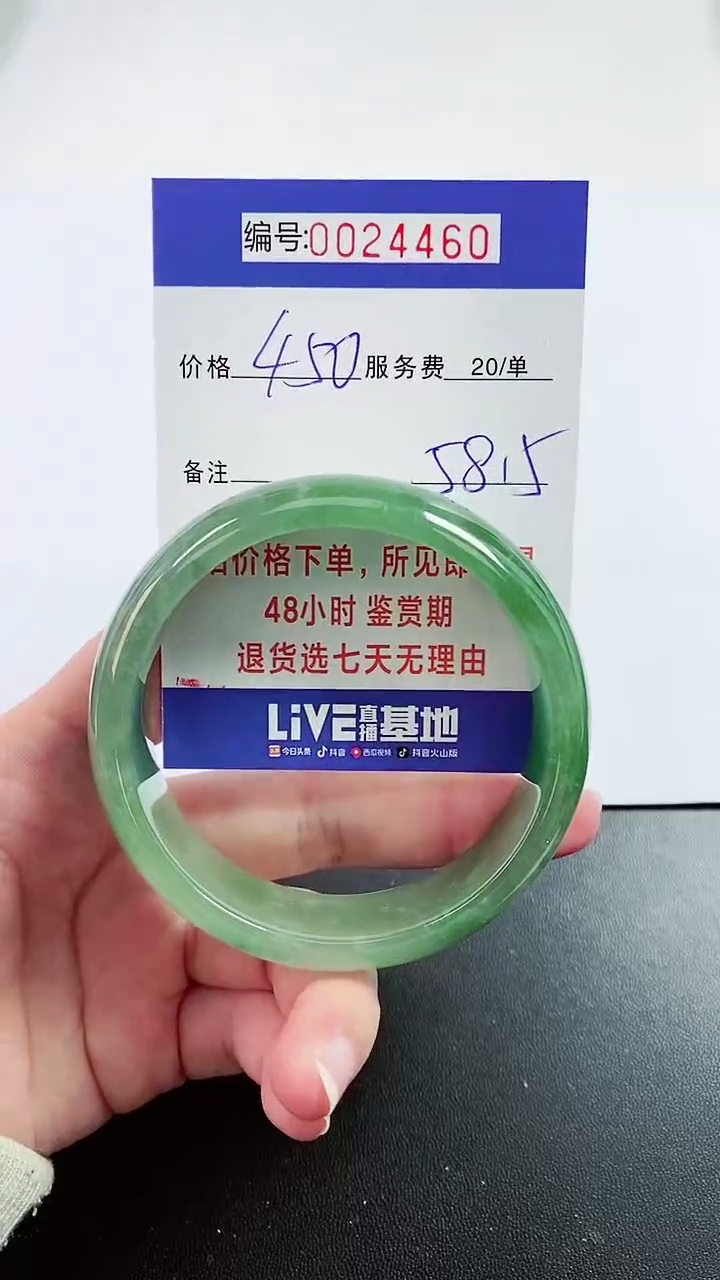 编号:0024460
价格 450 服务费 20/单
备注 58.5
价格下单，所见即
48小时 鉴赏期
退货选七天无理由
LIVE直播基地
今日头条 抖音 西瓜视频 抖音火山版